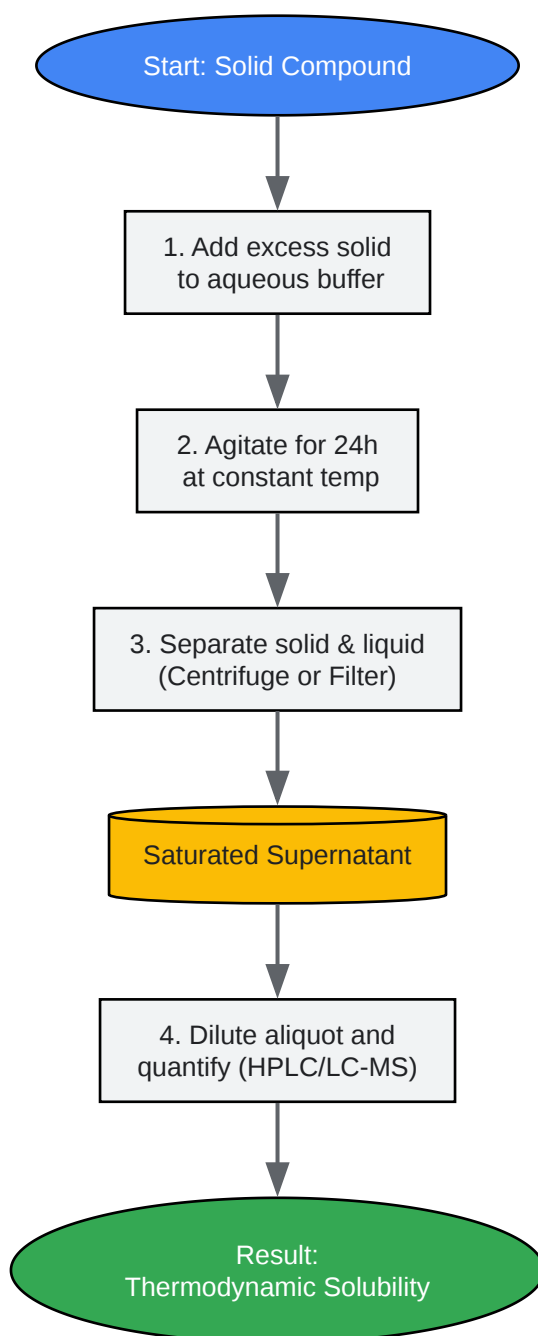 Start: Solid Compound
1. Add excess solid
to aqueous buffer
2. Agitate for 24h
at constant temp
3. Separate solid & liquid
(Centrifuge or Filter)
Saturated Supernatant
4. Dilute aliquot and
quantify (HPLC/LC-MS)
Result:
Thermodynamic Solubility